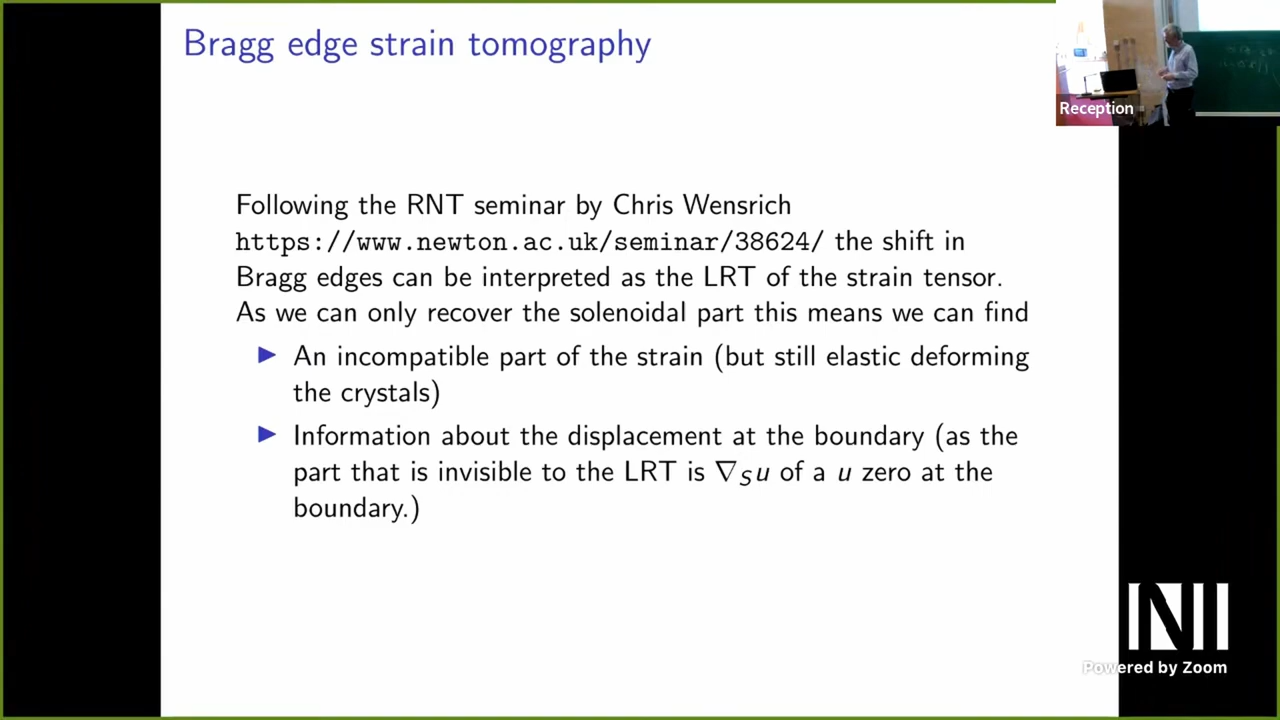 Bragg edge strain tomography
Reception
Following the RNT seminar by Chris Wensrich
https://www.newton.ac.uk/seminar/38624/ the shift in
Bragg edges can be interpreted as the LRT of the strain tensor.
As we can only recover the solenoidal part this means we can find
▶ An incompatible part of the strain (but still elastic deforming
the crystals)
▶ Information about the displacement at the boundary (as the
part that is invisible to the LRT is ∇_S u of a u zero at the
boundary.)
Powered by Zoom